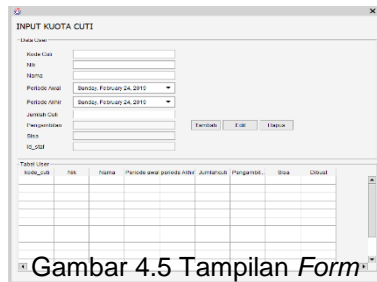 INPUT KUOTA CUTI
Data User
Kode Cuti
Nik
Nama
Periode Awal Sunday, February 24, 2019
Periode Akhir Sunday, February 24, 2019
Jumlah Cuti
Pengambilan Tambah Edit Hapus
Sisa
id_staf
Tabel User
kode_cuti Nik Nama Periode awal periode Akhir Jumlahcuti Pengambil... Sisa Dibuat
Gambar 4.5 Tampilan Form